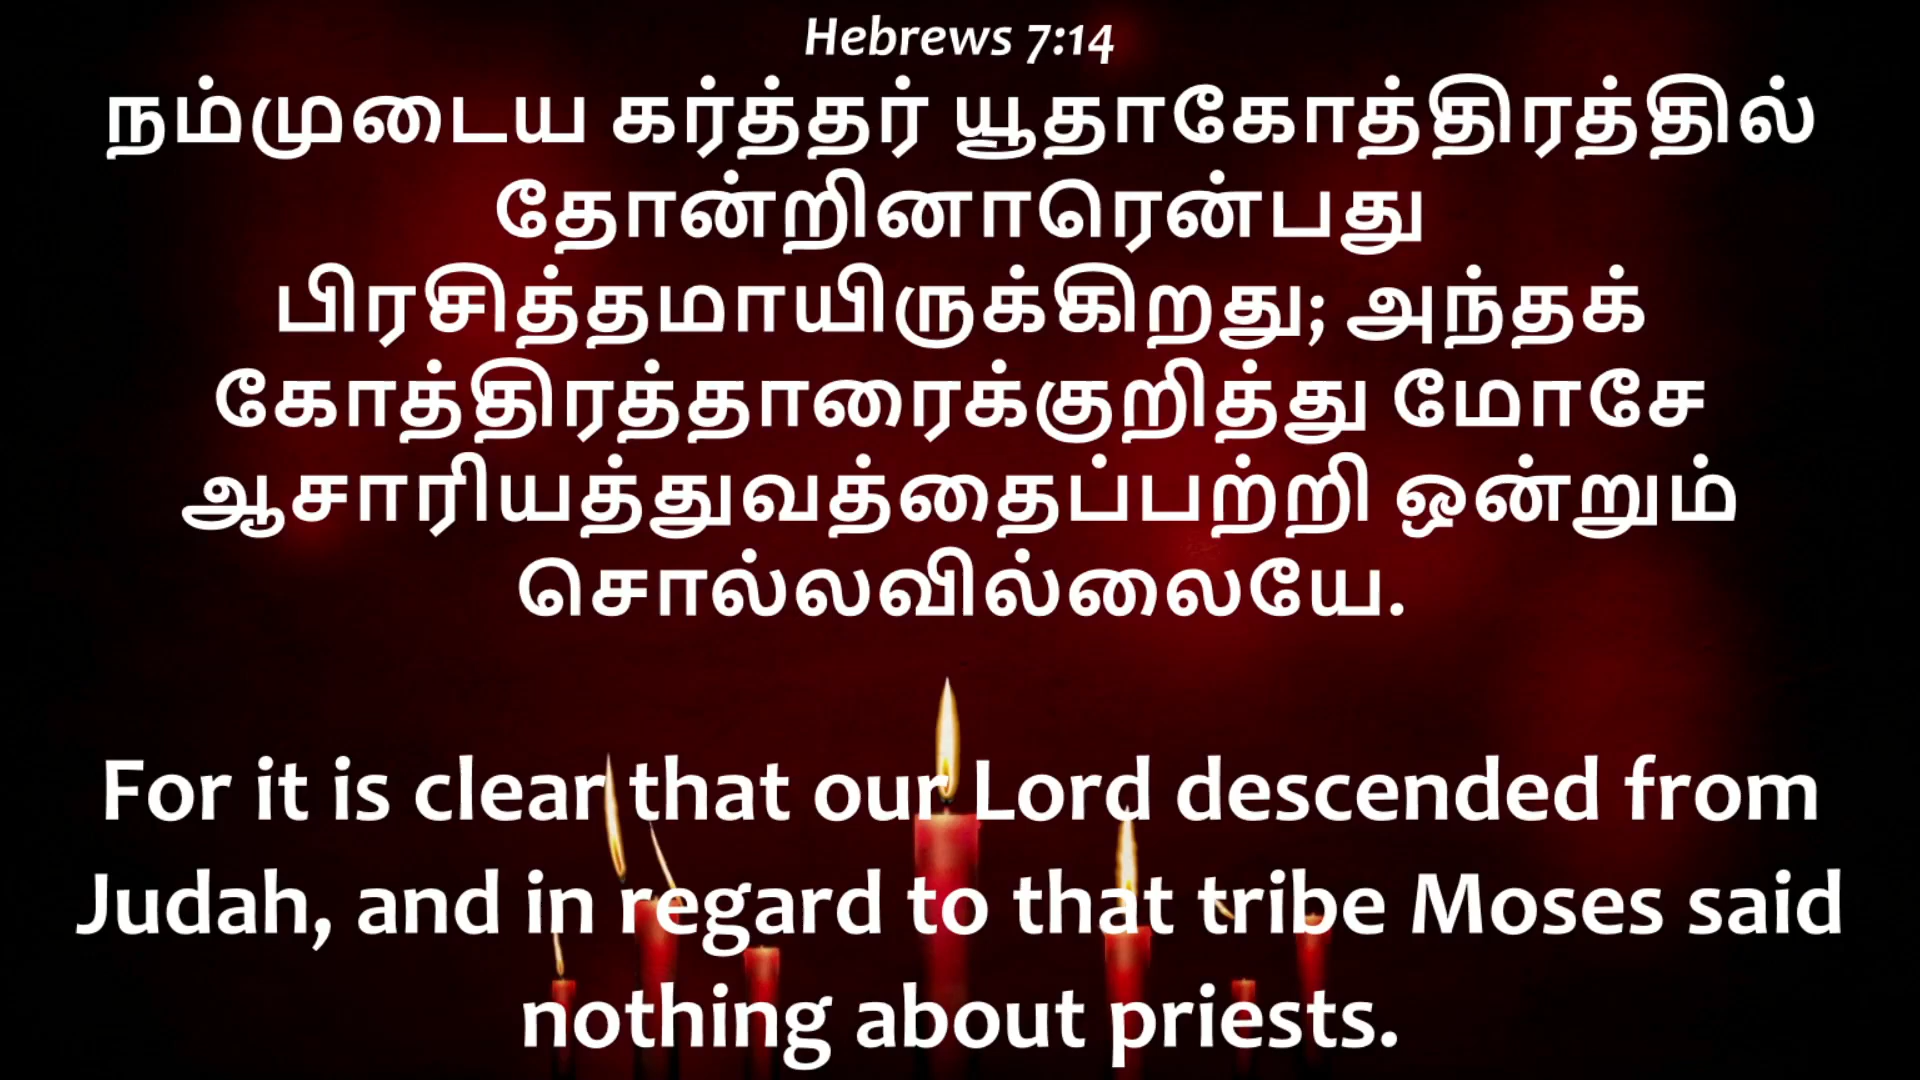 Hebrews 7:14
நம்முடைய கர்த்தர் யூதாகோத்திரத்தில்
தோன்றினாரென்பது
பிரசித்தமாயிருக்கிறது; அந்தக்
கோத்திரத்தாரைக்குறித்து மோசே
ஆசாரியத்துவத்தைப்பற்றி ஒன்றும்
சொல்லவில்லையே.
For it is clear that our Lord descended from
Judah, and in regard to that tribe Moses said
nothing about priests.